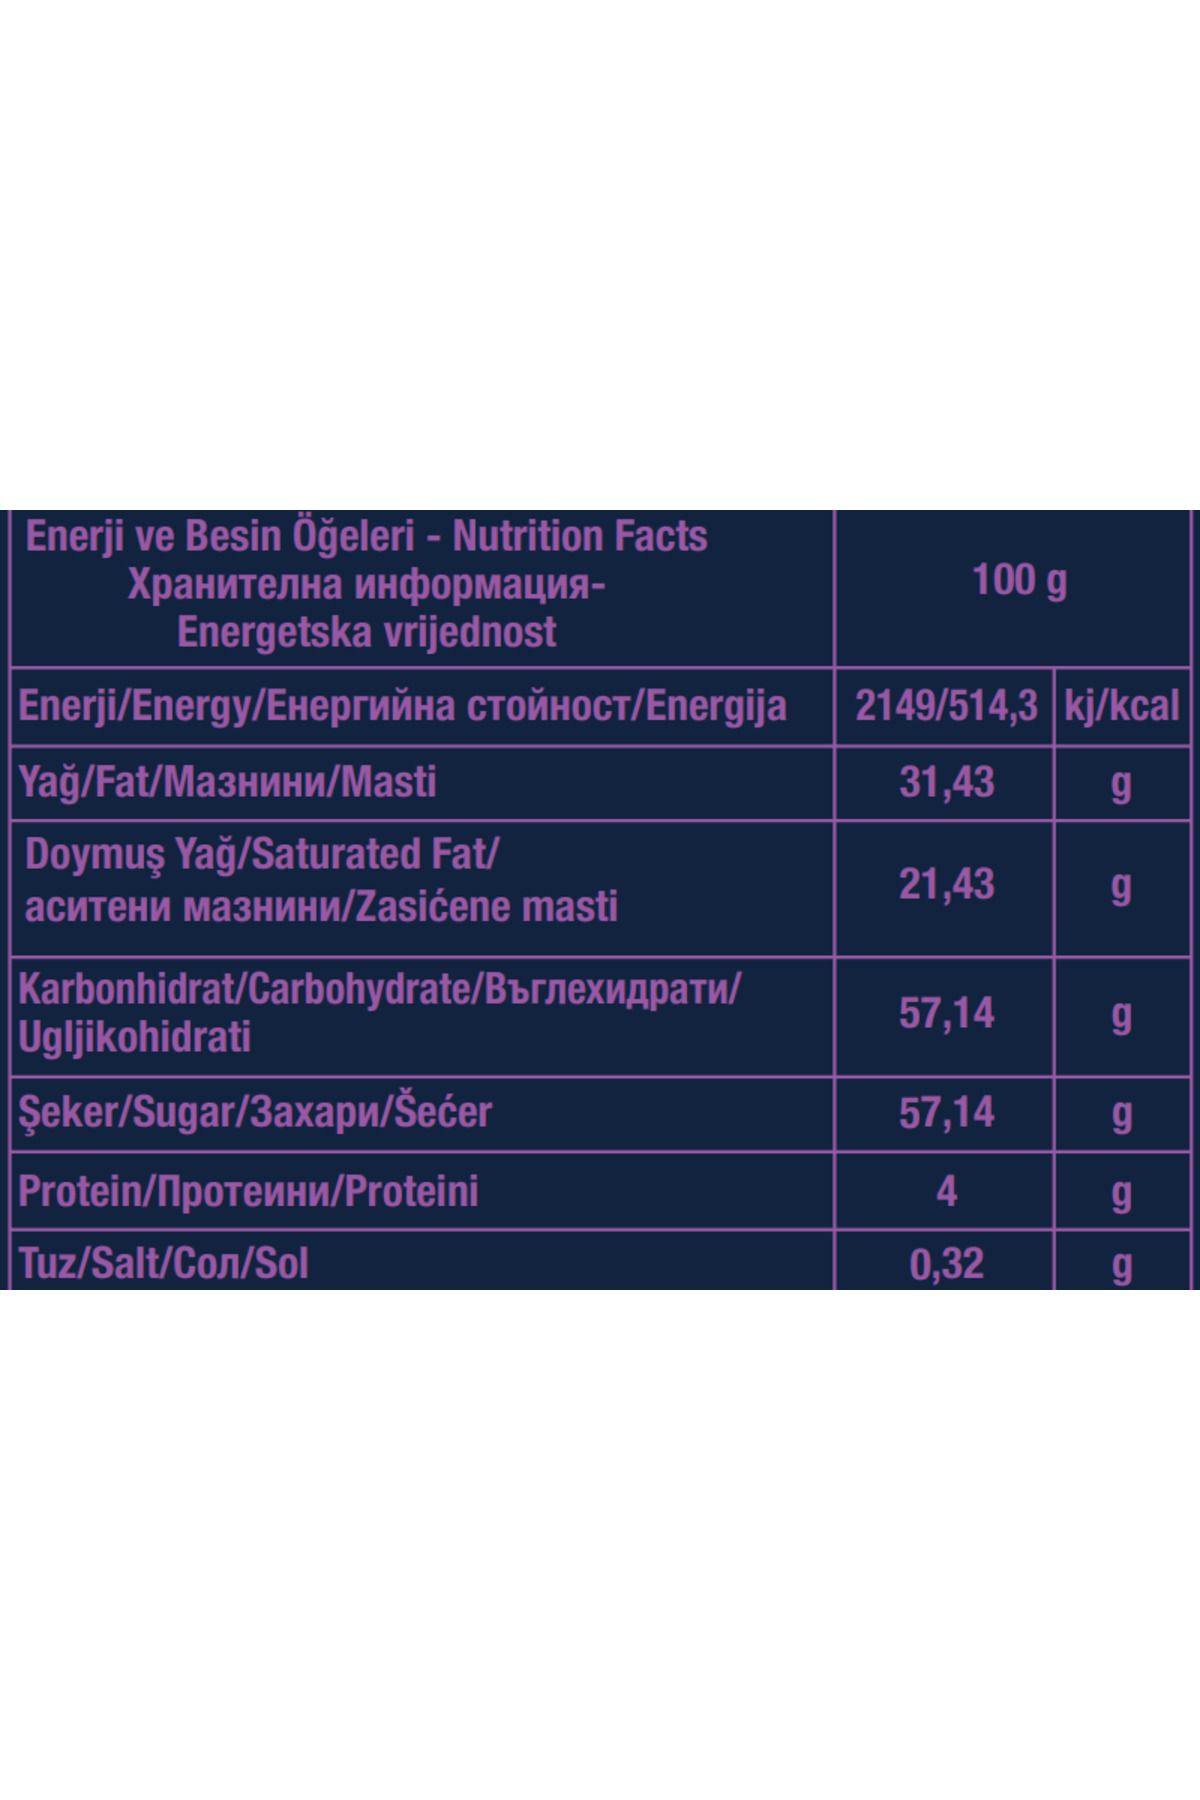 Enerji ve Besin Öğeleri - Nutrition Facts
Хранителна информация-
Energetska vrijednost
100 g
Enerji/Energy/Енергийна стойност/Energija 2149/514,3 kj/kcal
Yağ/Fat/Мазнини/Masti 31,43 g
Doymuş Yağ/Saturated Fat/
аситени мазнини/Zasićene masti
21,43 g
Karbonhidrat/Carbohydrate/Въглехидрати/
Ugljikohidrati
57,14 g
Şeker/Sugar/Захари/Šećer 57,14 g
Protein/Протеини/Proteini 4 g
Tuz/Salt/Сол/Sol 0,32 g